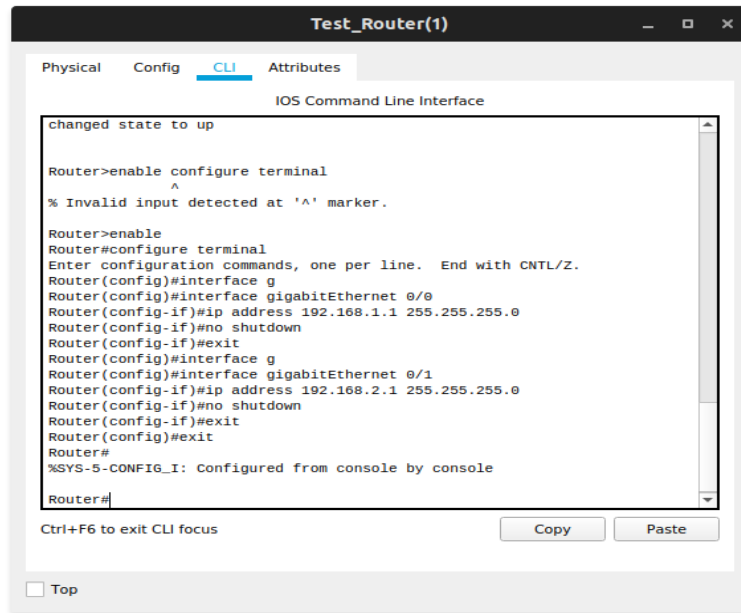 Test_Router(1)
Physical Config CLI Attributes
IOS Command Line Interface
changed state to up
Router>enable configure terminal
^
% Invalid input detected at '^' marker.
Router>enable
Router#configure terminal
Enter configuration commands, one per line.  End with CNTL/Z.
Router(config)#interface g
Router(config)#interface gigabitEthernet 0/0
Router(config-if)#ip address 192.168.1.1 255.255.255.0
Router(config-if)#no shutdown
Router(config-if)#exit
Router(config)#interface g
Router(config)#interface gigabitEthernet 0/1
Router(config-if)#ip address 192.168.2.1 255.255.255.0
Router(config-if)#no shutdown
Router(config-if)#exit
Router(config)#exit
Router#
%SYS-5-CONFIG_I: Configured from console by console
Router#
Ctrl+F6 to exit CLI focus Copy Paste
Top